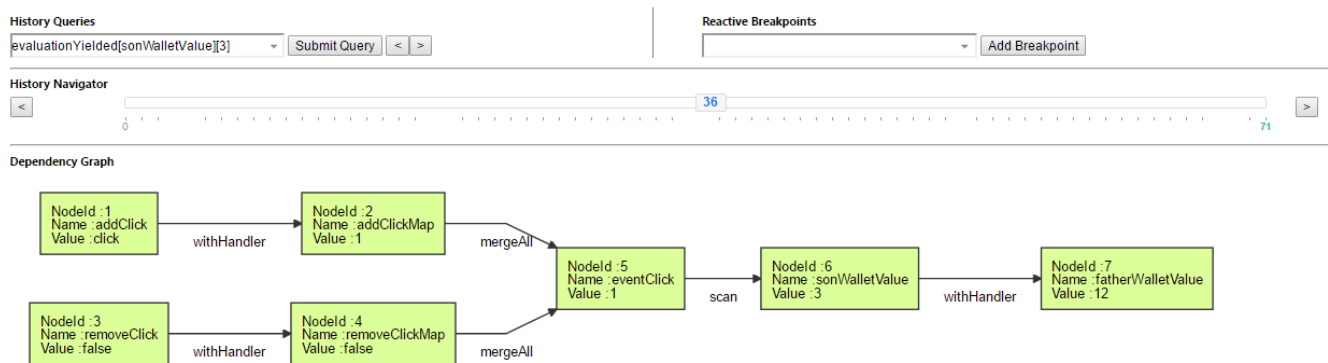 History Queries
Reactive Breakpoints
evaluationYielded[sonWalletValue][3]
Submit Query
<
>
Add Breakpoint
History Navigator
<
36
>
0
71
Dependency Graph
NodeId :1
Name :addClick
Value :click
withHandler
NodeId :2
Name :addClickMap
Value :1
mergeAll
NodeId :5
Name :eventClick
Value :1
scan
NodeId :6
Name :sonWalletValue
Value :3
withHandler
NodeId :7
Name :fatherWalletValue
Value :12
NodeId :3
Name :removeClick
Value :false
withHandler
NodeId :4
Name :removeClickMap
Value :false
mergeAll